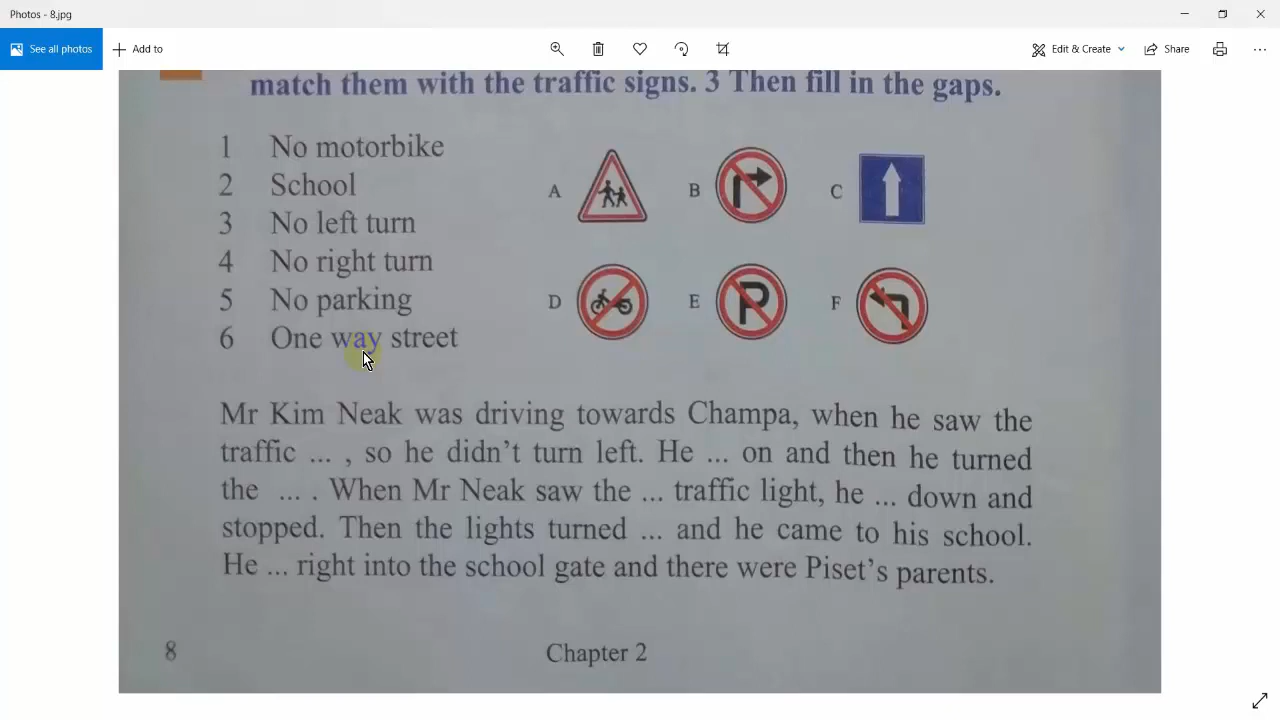 Photos - 8.jpg
See all photos
Add to
Edit & Create
Share
match them with the traffic signs. 3 Then fill in the gaps.
1 No motorbike
2 School
3 No left turn
4 No right turn
5 No parking
6 One way street
A
B
C
D
E
P
F
Mr Kim Neak was driving towards Champa, when he saw the
traffic ... , so he didn't turn left. He ... on and then he turned
the ... . When Mr Neak saw the ... traffic light, he ... down and
stopped. Then the lights turned ... and he came to his school.
He ... right into the school gate and there were Piset's parents.
8
Chapter 2